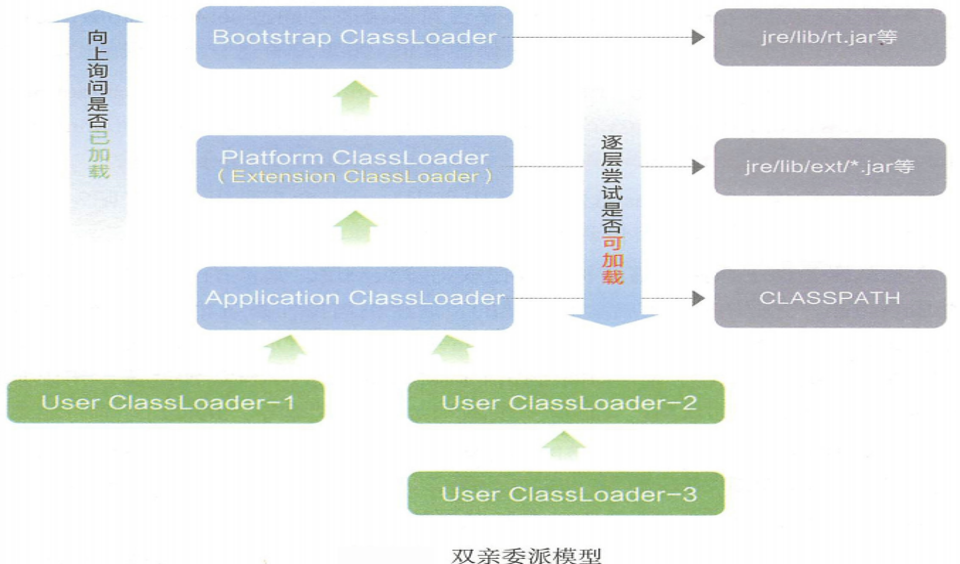 向上询问是否已加载
Bootstrap ClassLoader
jre/lib/rt.jar等
Platform ClassLoader
（Extension ClassLoader）
逐层尝试是否可加载
jre/lib/ext/*.jar等
Application ClassLoader
CLASSPATH
User ClassLoader-1
User ClassLoader-2
User ClassLoader-3
双亲委派模型